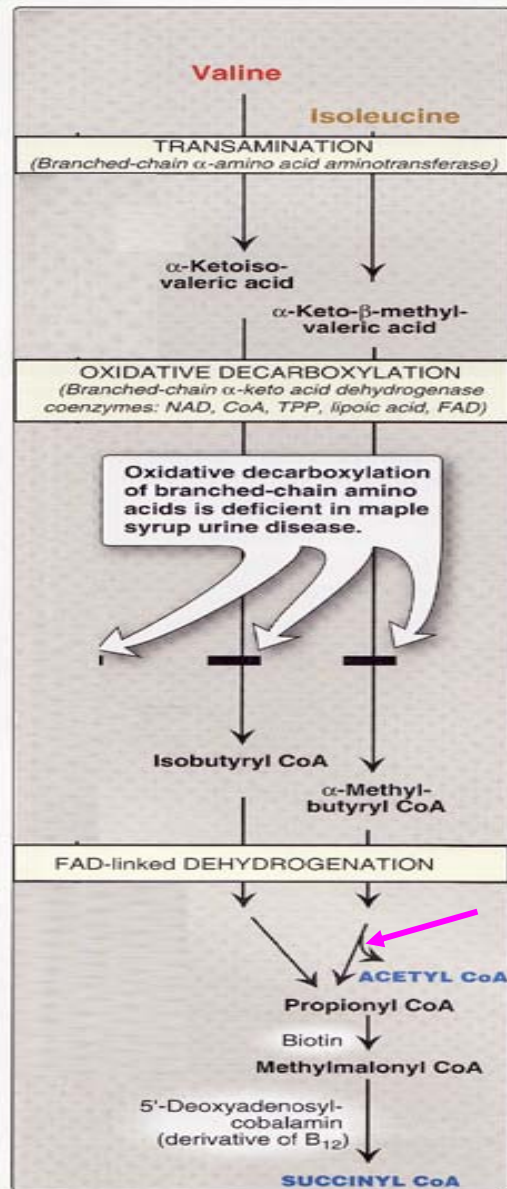 Valine
Isoleucine
TRANSAMINATION
(Branched-chain α-amino acid aminotransferase)
α-Ketoiso-
valeric acid
α-Keto-β-methyl-
valeric acid
OXIDATIVE DECARBOXYLATION
(Branched-chain α-keto acid dehydrogenase
coenzymes: NAD, CoA, TPP, lipoic acid, FAD)
Oxidative decarboxylation
of branched-chain amino
acids is deficient in maple
syrup urine disease.
Isobutyryl CoA
α-Methyl-
butyryl CoA
FAD-linked DEHYDROGENATION
ACETYL CoA
Propionyl CoA
Biotin
Methylmalonyl CoA
5'-Deoxyadenosyl-
cobalamin
(derivative of B₁₂)
SUCCINYL CoA